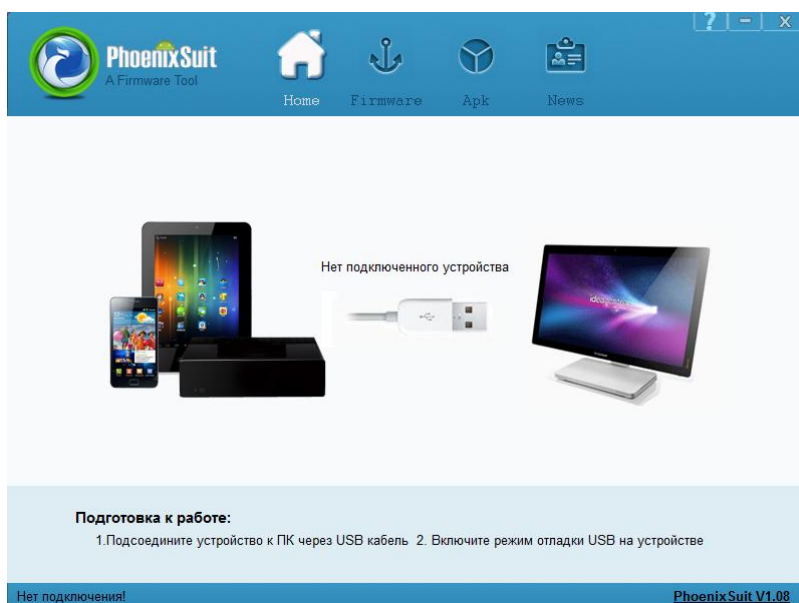 ? - X
PhoenixSuit
A Firmware Tool
Home Firmware Apk News
Нет подключенного устройства
Подготовка к работе:
1.Подсоедините устройство к ПК через USB кабель 2. Включите режим отладки USB на устройстве
Нет подключения! PhoenixSuit V1.08